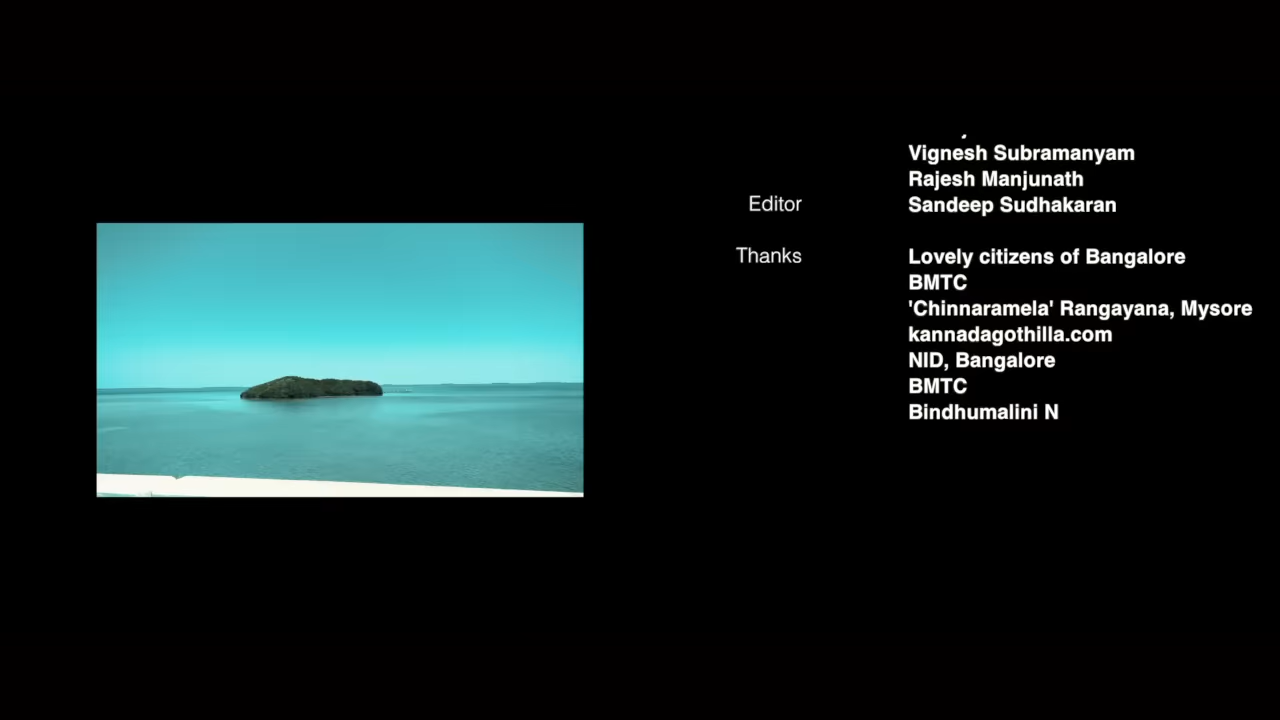 Vignesh Subramanyam
Rajesh Manjunath
Editor Sandeep Sudhakaran
Thanks Lovely citizens of Bangalore
BMTC
'Chinnaramela' Rangayana, Mysore
kannadagothilla.com
NID, Bangalore
BMTC
Bindhumalini N